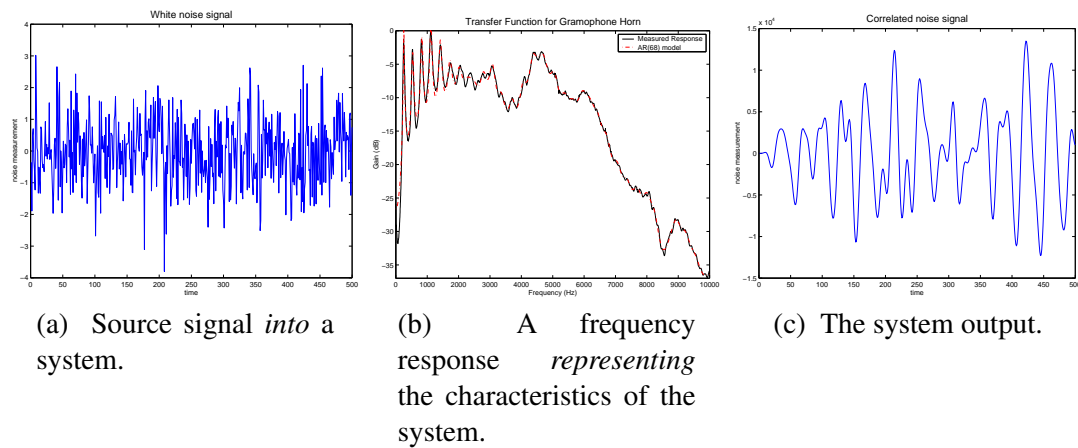 White noise signal
4
3
2
1
0
−1
−2
−3
−4
noise measurement
0 50 100 150 200 250 300 350 400 450 500
time
(a) Source signal into a
system.
Transfer Function for Gramophone Horn
Measured Response
AR(68) model
0
−5
−10
−15
−20
−25
−30
−35
Gain (dB)
0 1000 2000 3000 4000 5000 6000 7000 8000 9000 10000
Frequency (Hz)
(b) A frequency
response representing
the characteristics of the
system.
x 10⁴
Correlated noise signal
1.5
1
0.5
0
−0.5
−1
−1.5
noise measurement
0 50 100 150 200 250 300 350 400 450 500
time
(c) The system output.